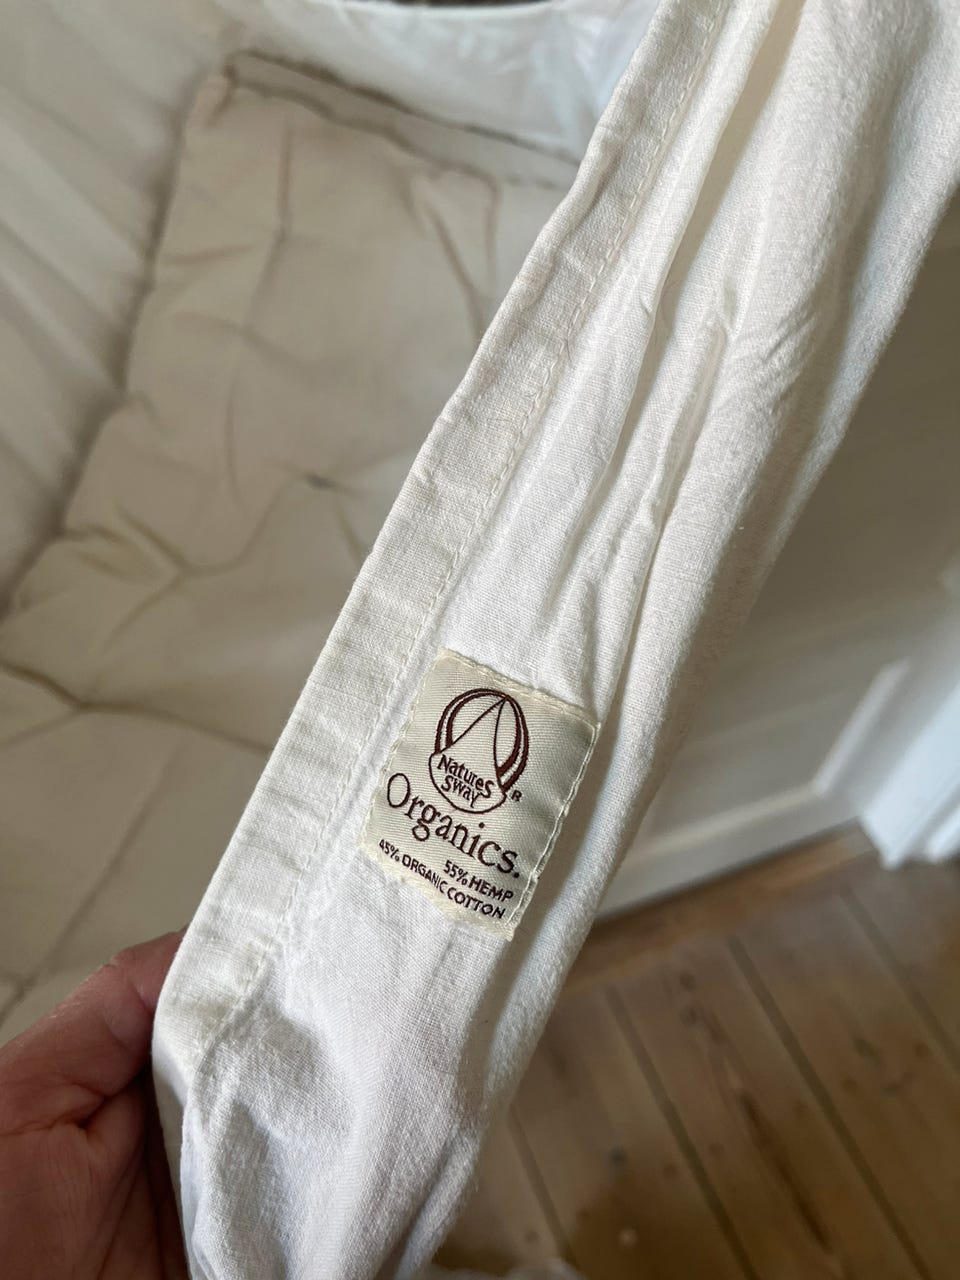 Natures
Sway
®
Organics.
55% HEMP
45% ORGANIC COTTON